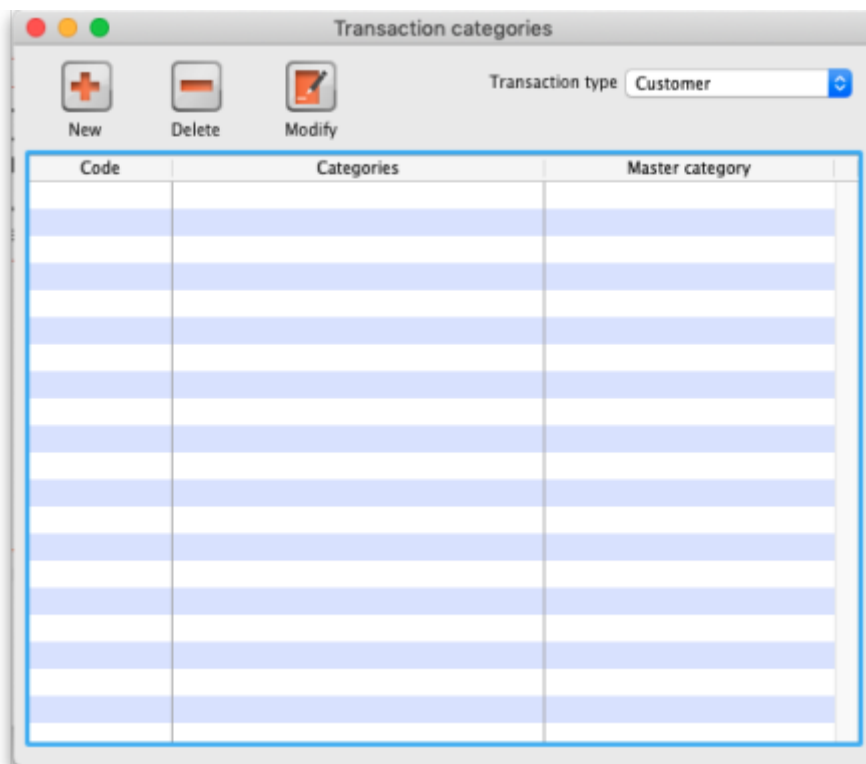 Transaction categories
Transaction type Customer
New Delete Modify
Code Categories Master category